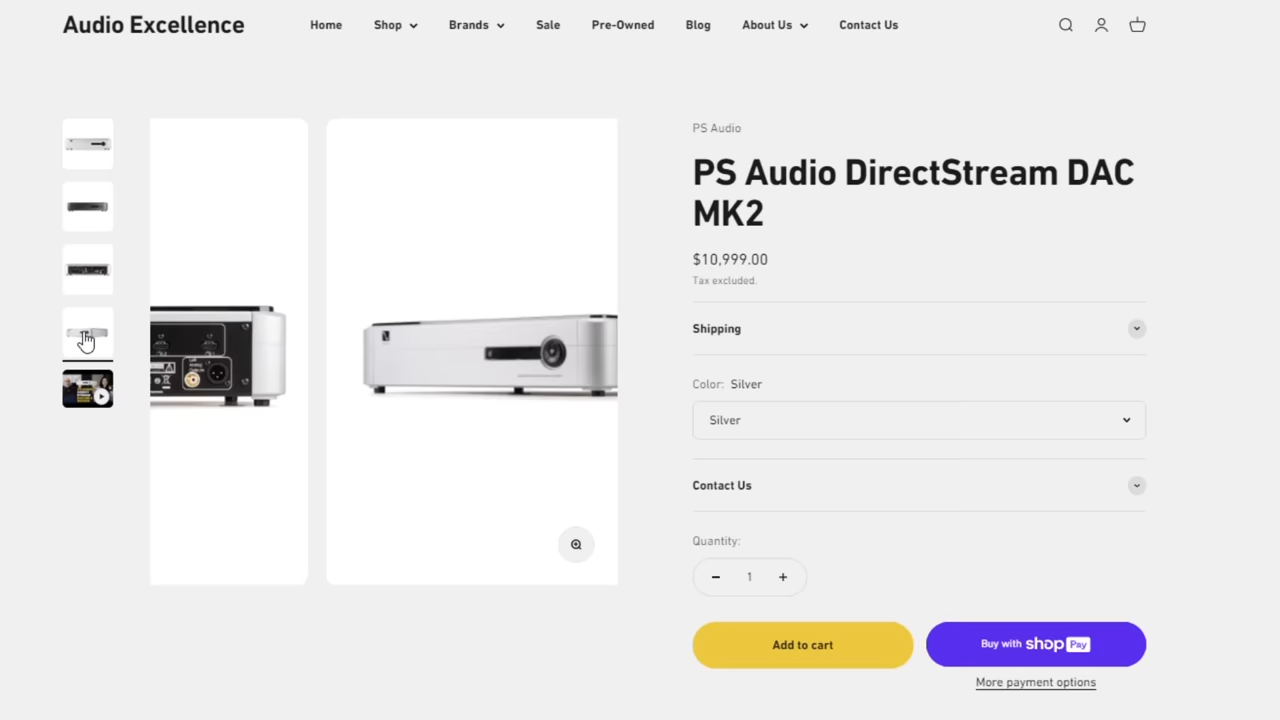 Audio Excellence
Home
Shop
Brands
Sale
Pre-Owned
Blog
About Us
Contact Us
PS Audio
PS Audio DirectStream DAC
MK2
$10,999.00
Tax excluded.
Shipping
Color: Silver
Silver
Contact Us
Quantity:
1
Add to cart
Buy with shop Pay
More payment options